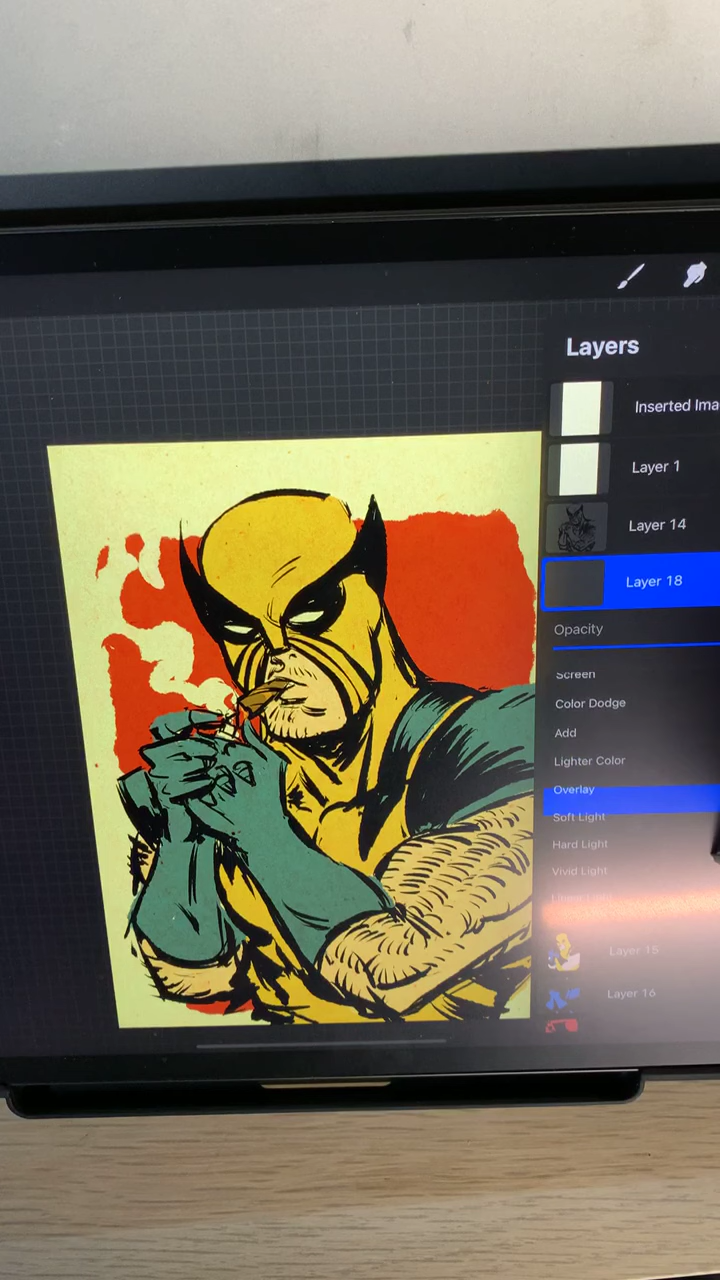 Layers
Inserted Ima
Layer 1
Layer 14
Layer 18
Opacity
Screen
Color Dodge
Add
Lighter Color
Overlay
Soft Light
Hard Light
Vivid Light
Layer 15
Layer 16